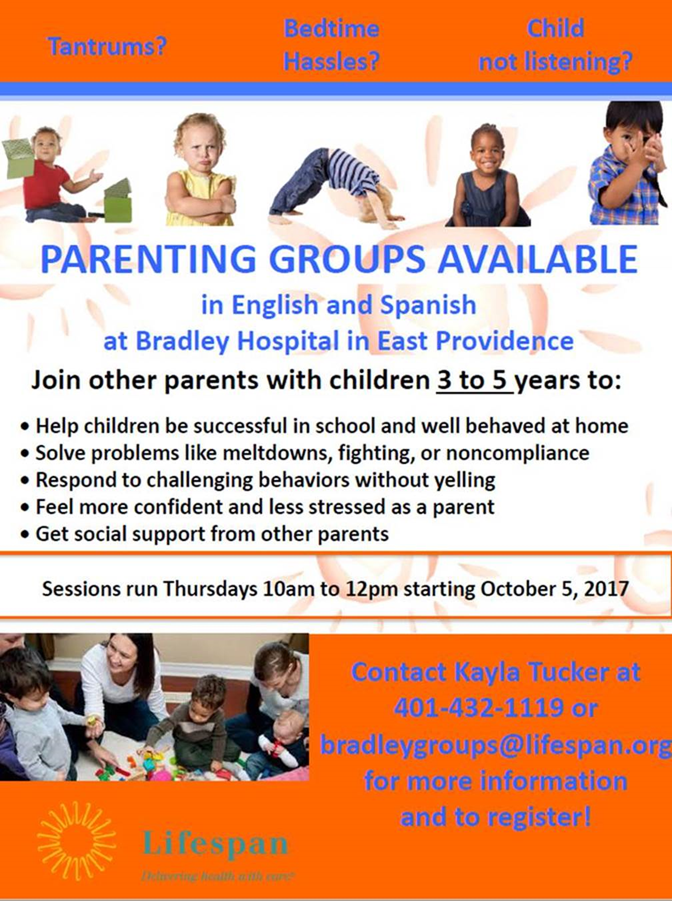 Tantrums?
Bedtime
Hassles?
Child
not listening?
PARENTING GROUPS AVAILABLE
in English and Spanish
at Bradley Hospital in East Providence
Join other parents with children 3 to 5 years to:
• Help children be successful in school and well behaved at home
• Solve problems like meltdowns, fighting, or noncompliance
• Respond to challenging behaviors without yelling
• Feel more confident and less stressed as a parent
• Get social support from other parents
Sessions run Thursdays 10am to 12pm starting October 5, 2017
Contact Kayla Tucker at
401-432-1119 or
bradleygroups@lifespan.org
for more information
and to register!
Lifespan
Delivering health with care.®